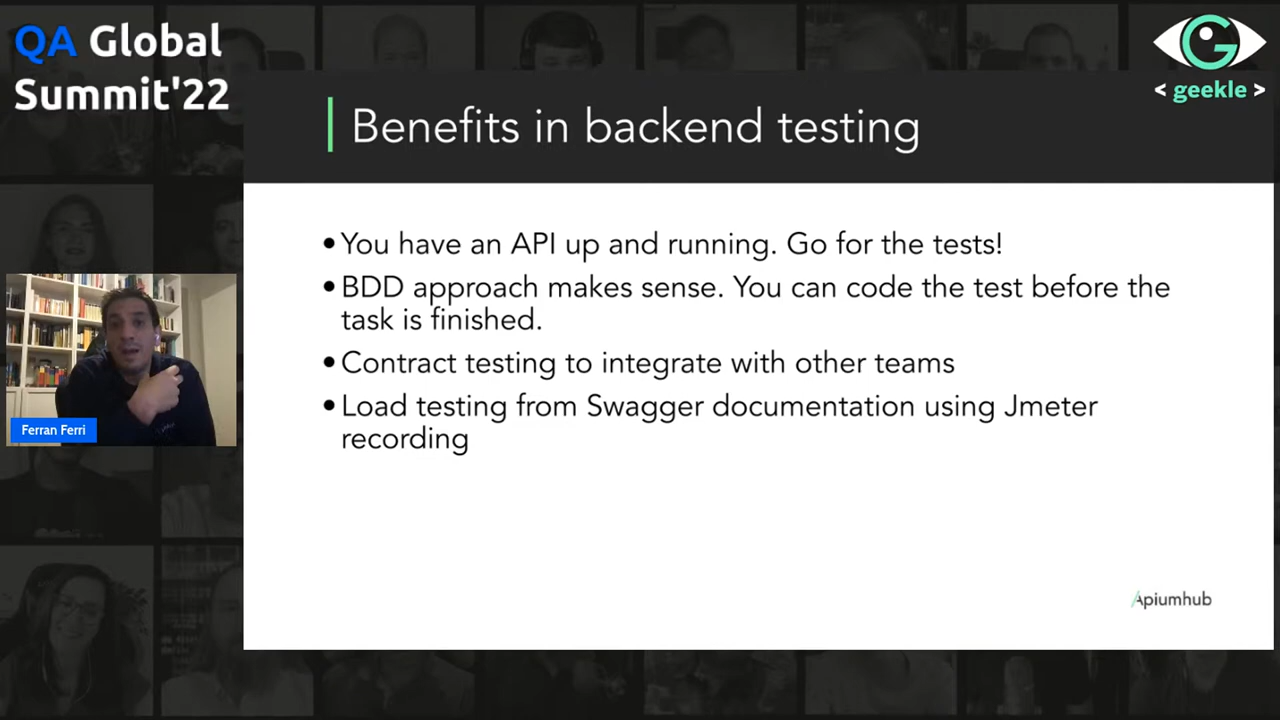 QA Global
Summit'22
< geekle >
Benefits in backend testing
•You have an API up and running. Go for the tests!
•BDD approach makes sense. You can code the test before the
task is finished.
•Contract testing to integrate with other teams
•Load testing from Swagger documentation using Jmeter
recording
Ferran Ferri
Apiumhub